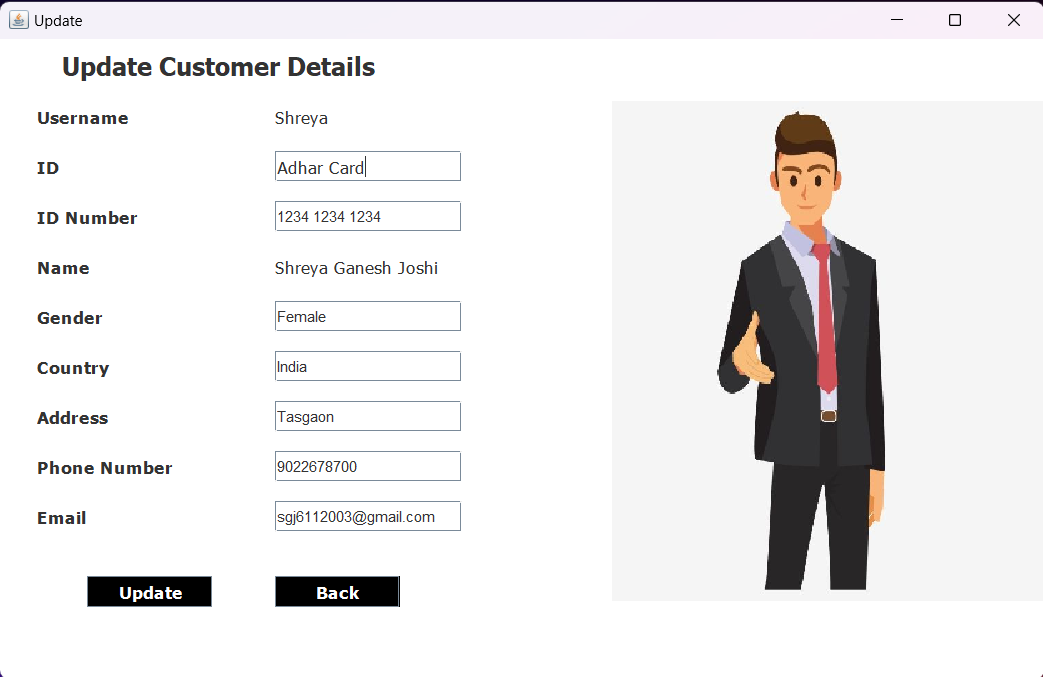 Update
Update Customer Details
Username Shreya
ID Adhar Card
ID Number 1234 1234 1234
Name Shreya Ganesh Joshi
Gender Female
Country India
Address Tasgaon
Phone Number 9022678700
Email sgj6112003@gmail.com
Update Back